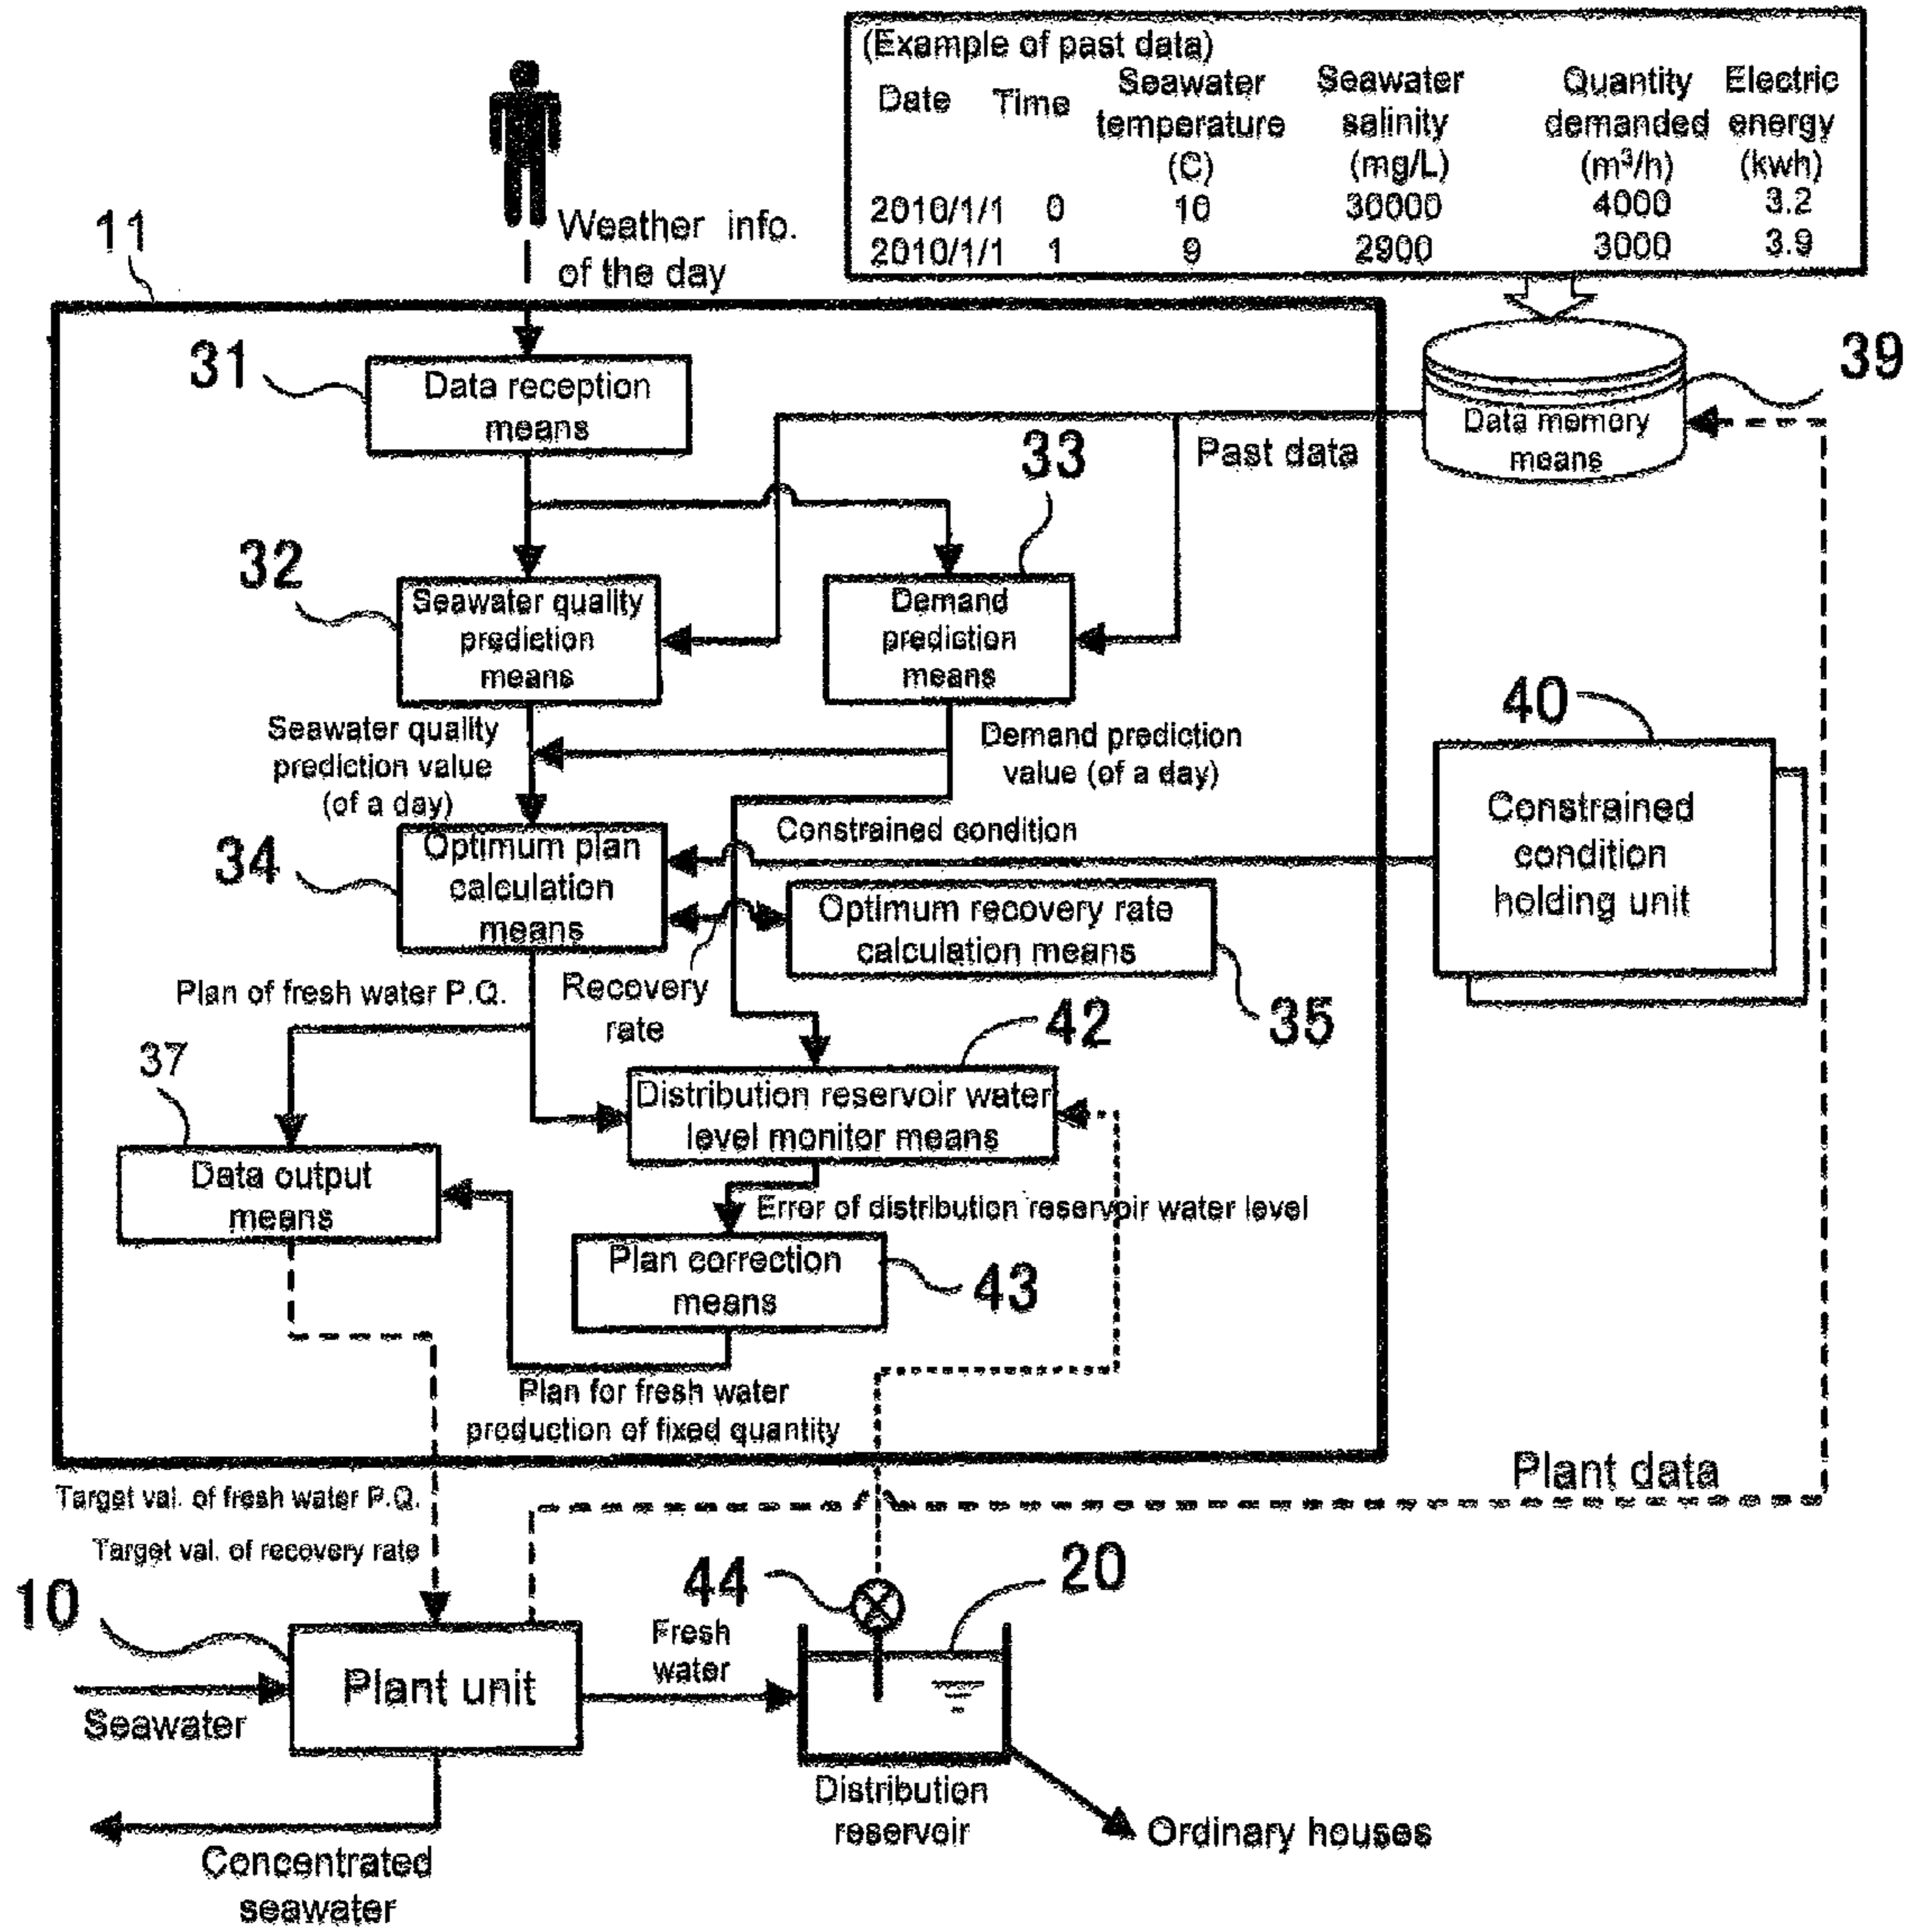 (Example of past data)
Date Time Seawater temperature (C) Seawater salinity (mg/L) Quantity demanded (m³/h) Electric energy (kwh)
2010/1/1 0 10 30000 4000 3.2
2010/1/1 1 9 2900 3000 3.9
Weather info.
of the day
11
31
Data reception
means
39
Data memory
means
Past data
33
32
Seawater quality
prediction
means
Demand
prediction
means
Seawater quality
prediction value
(of a day)
Demand prediction
value (of a day)
40
Constrained
condition
holding unit
Constrained condition
34
Optimum plan
calculation
means
Optimum recovery rate
calculation means
35
Recovery
rate
Plan of fresh water P.Q.
42
37
Distribution reservoir water
level monitor means
Data output
means
Error of distribution reservoir water level
Plan correction
means
43
Plan for fresh water
production of fixed quantity
Plant data
Target val. of fresh water P.Q.
Target val. of recovery rate
10
Plant unit
Seawater
Concentrated
seawater
Fresh
water
44
20
Distribution
reservoir
Ordinary houses